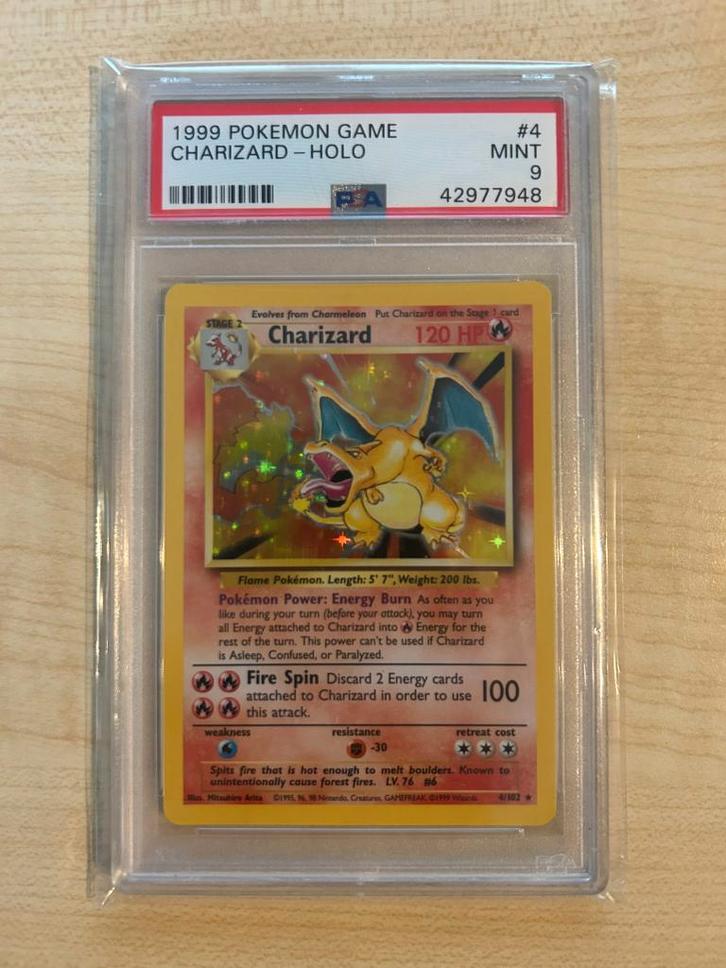 1999 POKEMON GAME #4
CHARIZARD – HOLO MINT
9
PSA 42977948
Evolves from Charmeleon Put Charizard on the Stage 1 card
STAGE 2
Charizard 120 HP
Flame Pokémon. Length: 5' 7", Weight: 200 lbs.
Pokémon Power: Energy Burn As often as you
like during your turn (before your attack), you may turn
all Energy attached to Charizard into Energy for the
rest of the turn. This power can't be used if Charizard
is Asleep, Confused, or Paralyzed.
Fire Spin Discard 2 Energy cards
attached to Charizard in order to use 100
this attack.
weakness resistance retreat cost
-30
Spits fire that is hot enough to melt boulders. Known to
unintentionally cause forest fires. LV. 76 #6
Illus. Mitsuhiro Arita ©1995, 96, 98 Nintendo, Creatures, GAMEFREAK. ©1999 Wizards. 4/102 ★
PSA